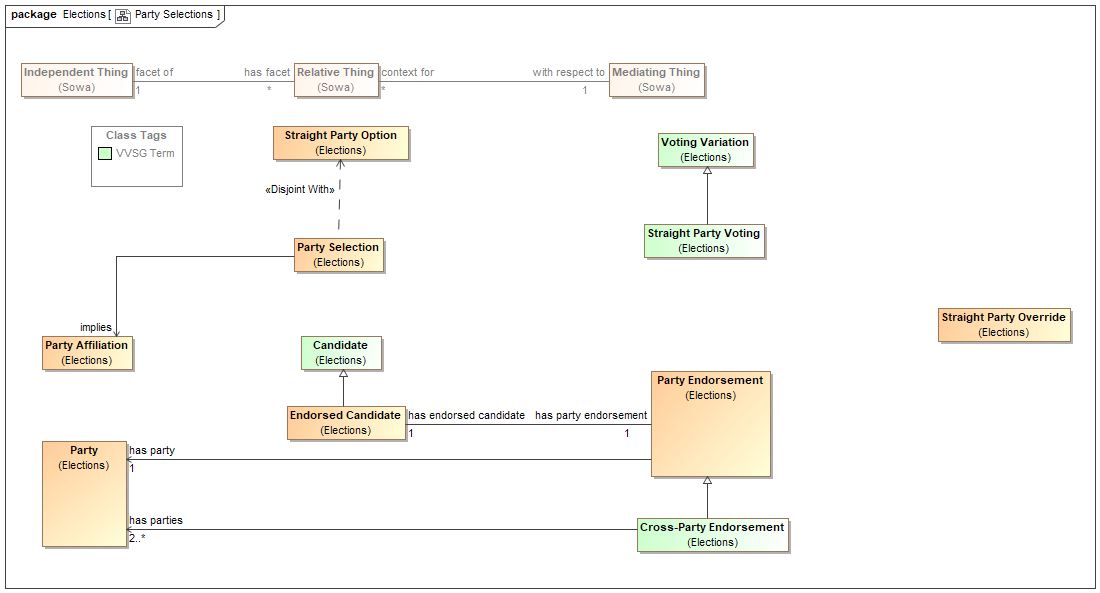 package Elections [ Party Selections ]
Independent Thing
(Sowa)
facet of
1
has facet
*
Relative Thing
(Sowa)
context for
*
with respect to
1
Mediating Thing
(Sowa)
Class Tags
VVSG Term
Straight Party Option
(Elections)
«Disjoint With»
Voting Variation
(Elections)
Straight Party Voting
(Elections)
Party Selection
(Elections)
implies
Party Affiliation
(Elections)
Straight Party Override
(Elections)
Candidate
(Elections)
Endorsed Candidate
(Elections)
has endorsed candidate
1
has party endorsement
1
Party Endorsement
(Elections)
Party
(Elections)
has party
1
has parties
2..*
Cross-Party Endorsement
(Elections)